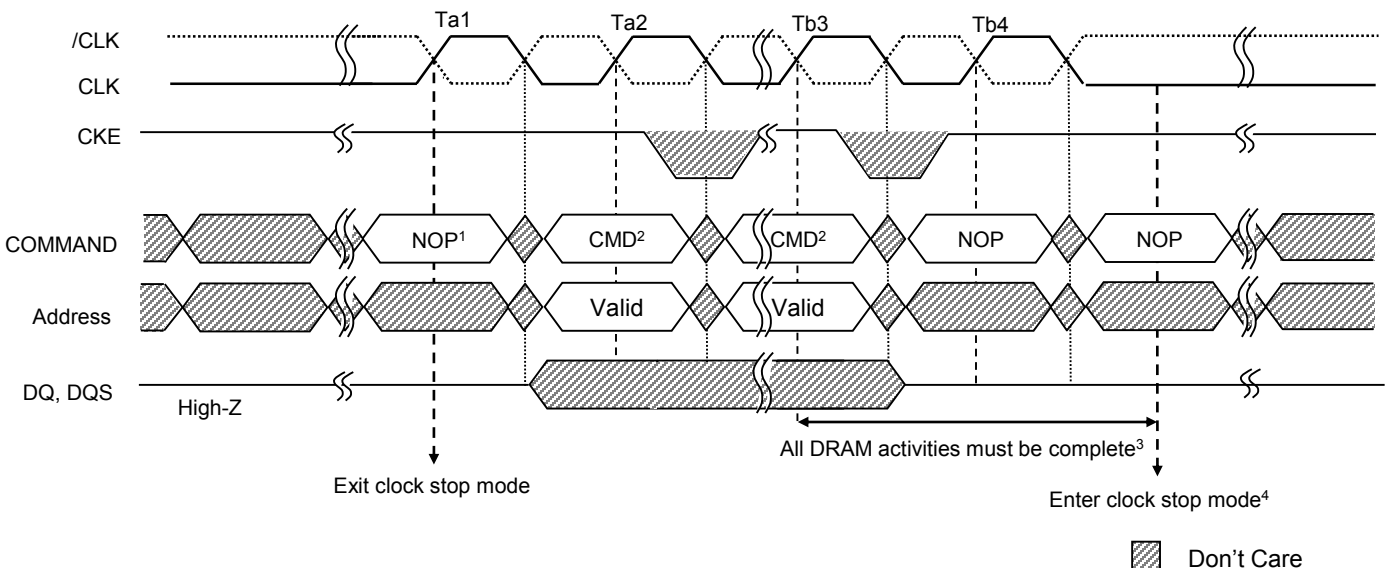 Ta1 Ta2 Tb3 Tb4
/CLK
CLK
CKE
COMMAND NOP¹ CMD² CMD² NOP NOP
Address Valid Valid
DQ, DQS
High-Z
All DRAM activities must be complete³
Exit clock stop mode
Enter clock stop mode⁴
Don't Care